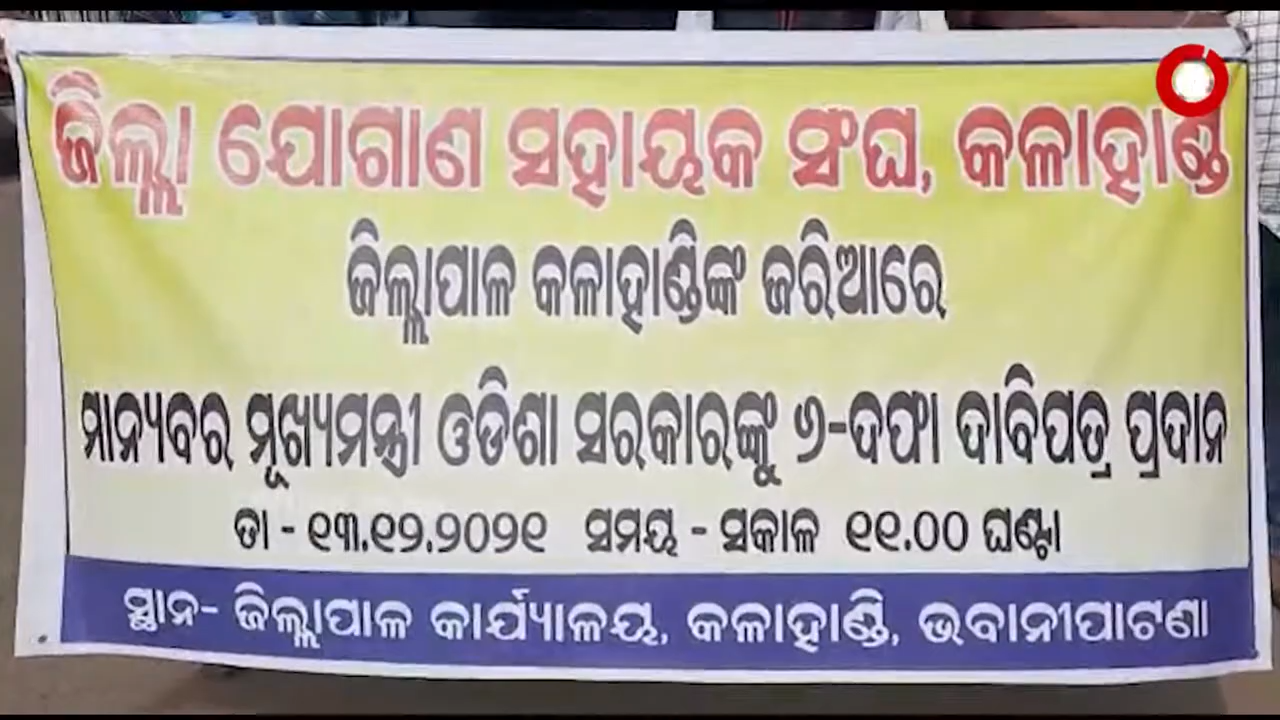 ଜିଲ୍ଲା ଯୋଗାଣ ସହାୟକ ସଂଘ, କଳାହାଣ୍ଡି
ଜିଲ୍ଲାପାଳ କଳାହାଣ୍ଡିଙ୍କ ଜରିଆରେ
ମାନ୍ୟବର ମୂଖ୍ୟମନ୍ତ୍ରୀ ଓଡିଶା ସରକାରଙ୍କୁ ୬-ଦଫା ଦାବିପତ୍ର ପ୍ରଦାନ
ତା - ୧୩.୧୨.୨୦୨୧ ସମୟ - ସକାଳ ୧୧.୦୦ ଘଣ୍ଟା
ସ୍ଥାନ- ଜିଲ୍ଲାପାଳ କାର୍ଯ୍ୟାଳୟ, କଳାହାଣ୍ଡି, ଭବାନୀପାଟଣା